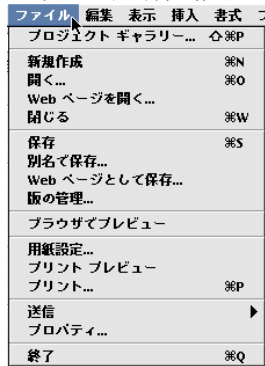 ファイル 編集 表示 挿入 書式
プロジェクト ギャラリー... ⇧⌘P
新規作成 ⌘N
開く... ⌘O
Web ページを開く...
閉じる ⌘W
保存 ⌘S
別名で保存...
Web ページとして保存...
版の管理...
ブラウザでプレビュー
用紙設定...
プリント プレビュー
プリント... ⌘P
送信
プロパティ...
終了 ⌘Q